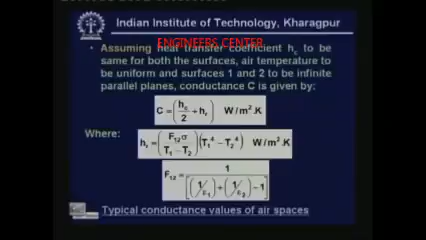 Indian Institute of Technology, Kharagpur
ENGINEERS CENTER
• Assuming heat transfer coefficient hc to be
same for both the surfaces, air temperature to
be uniform and surfaces 1 and 2 to be infinite
parallel planes, conductance C is given by:
C = (hc/2 + hr) W/m².K
Where:
hr = (F12σ/(T1 – T2)) (T1⁴ – T2⁴) W/m².K
F12 = 1/[(1/ε1) + (1/ε2) – 1]
Typical conductance values of air spaces